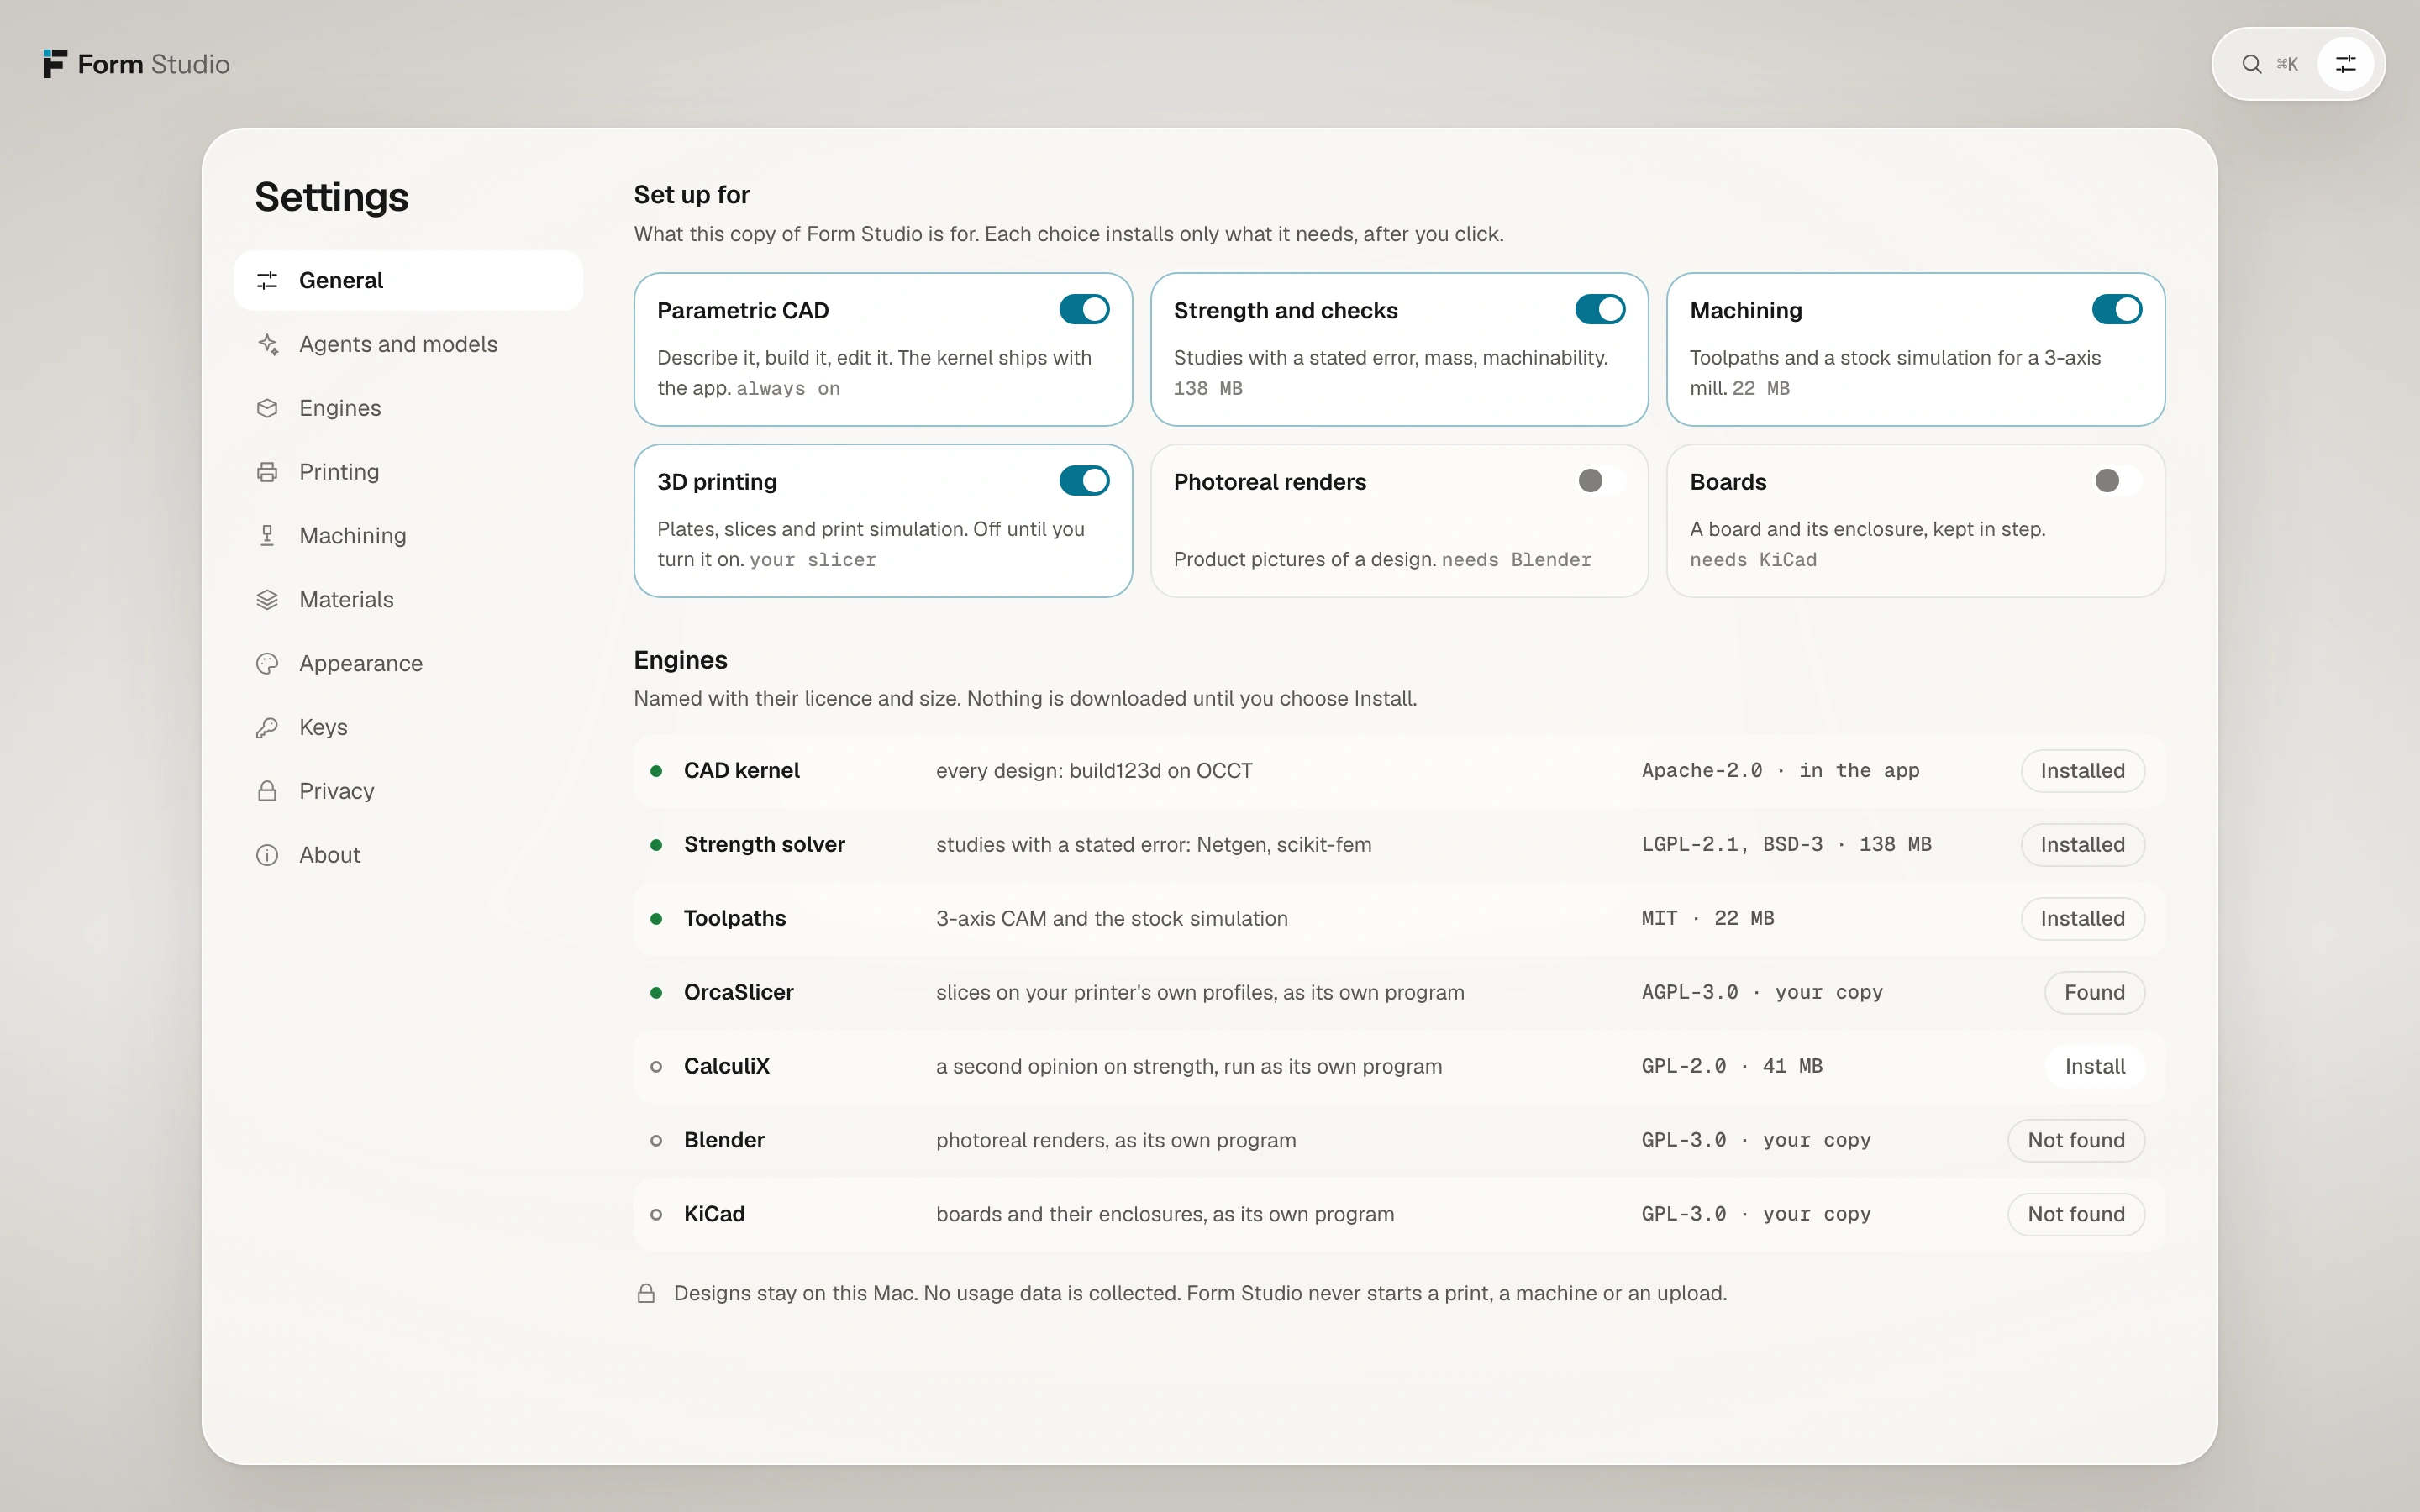 Form Studio
⌘K
Settings
General
Agents and models
Engines
Printing
Machining
Materials
Appearance
Keys
Privacy
About
Set up for
What this copy of Form Studio is for. Each choice installs only what it needs, after you click.
Parametric CAD
Describe it, build it, edit it. The kernel ships with
the app. always on
Strength and checks
Studies with a stated error, mass, machinability.
138 MB
Machining
Toolpaths and a stock simulation for a 3-axis
mill. 22 MB
3D printing
Plates, slices and print simulation. Off until you
turn it on. your slicer
Photoreal renders
Product pictures of a design. needs Blender
Boards
A board and its enclosure, kept in step.
needs KiCad
Engines
Named with their licence and size. Nothing is downloaded until you choose Install.
CAD kernel every design: build123d on OCCT Apache-2.0 · in the app Installed
Strength solver studies with a stated error: Netgen, scikit-fem LGPL-2.1, BSD-3 · 138 MB Installed
Toolpaths 3-axis CAM and the stock simulation MIT · 22 MB Installed
OrcaSlicer slices on your printer's own profiles, as its own program AGPL-3.0 · your copy Found
CalculiX a second opinion on strength, run as its own program GPL-2.0 · 41 MB Install
Blender photoreal renders, as its own program GPL-3.0 · your copy Not found
KiCad boards and their enclosures, as its own program GPL-3.0 · your copy Not found
Designs stay on this Mac. No usage data is collected. Form Studio never starts a print, a machine or an upload.